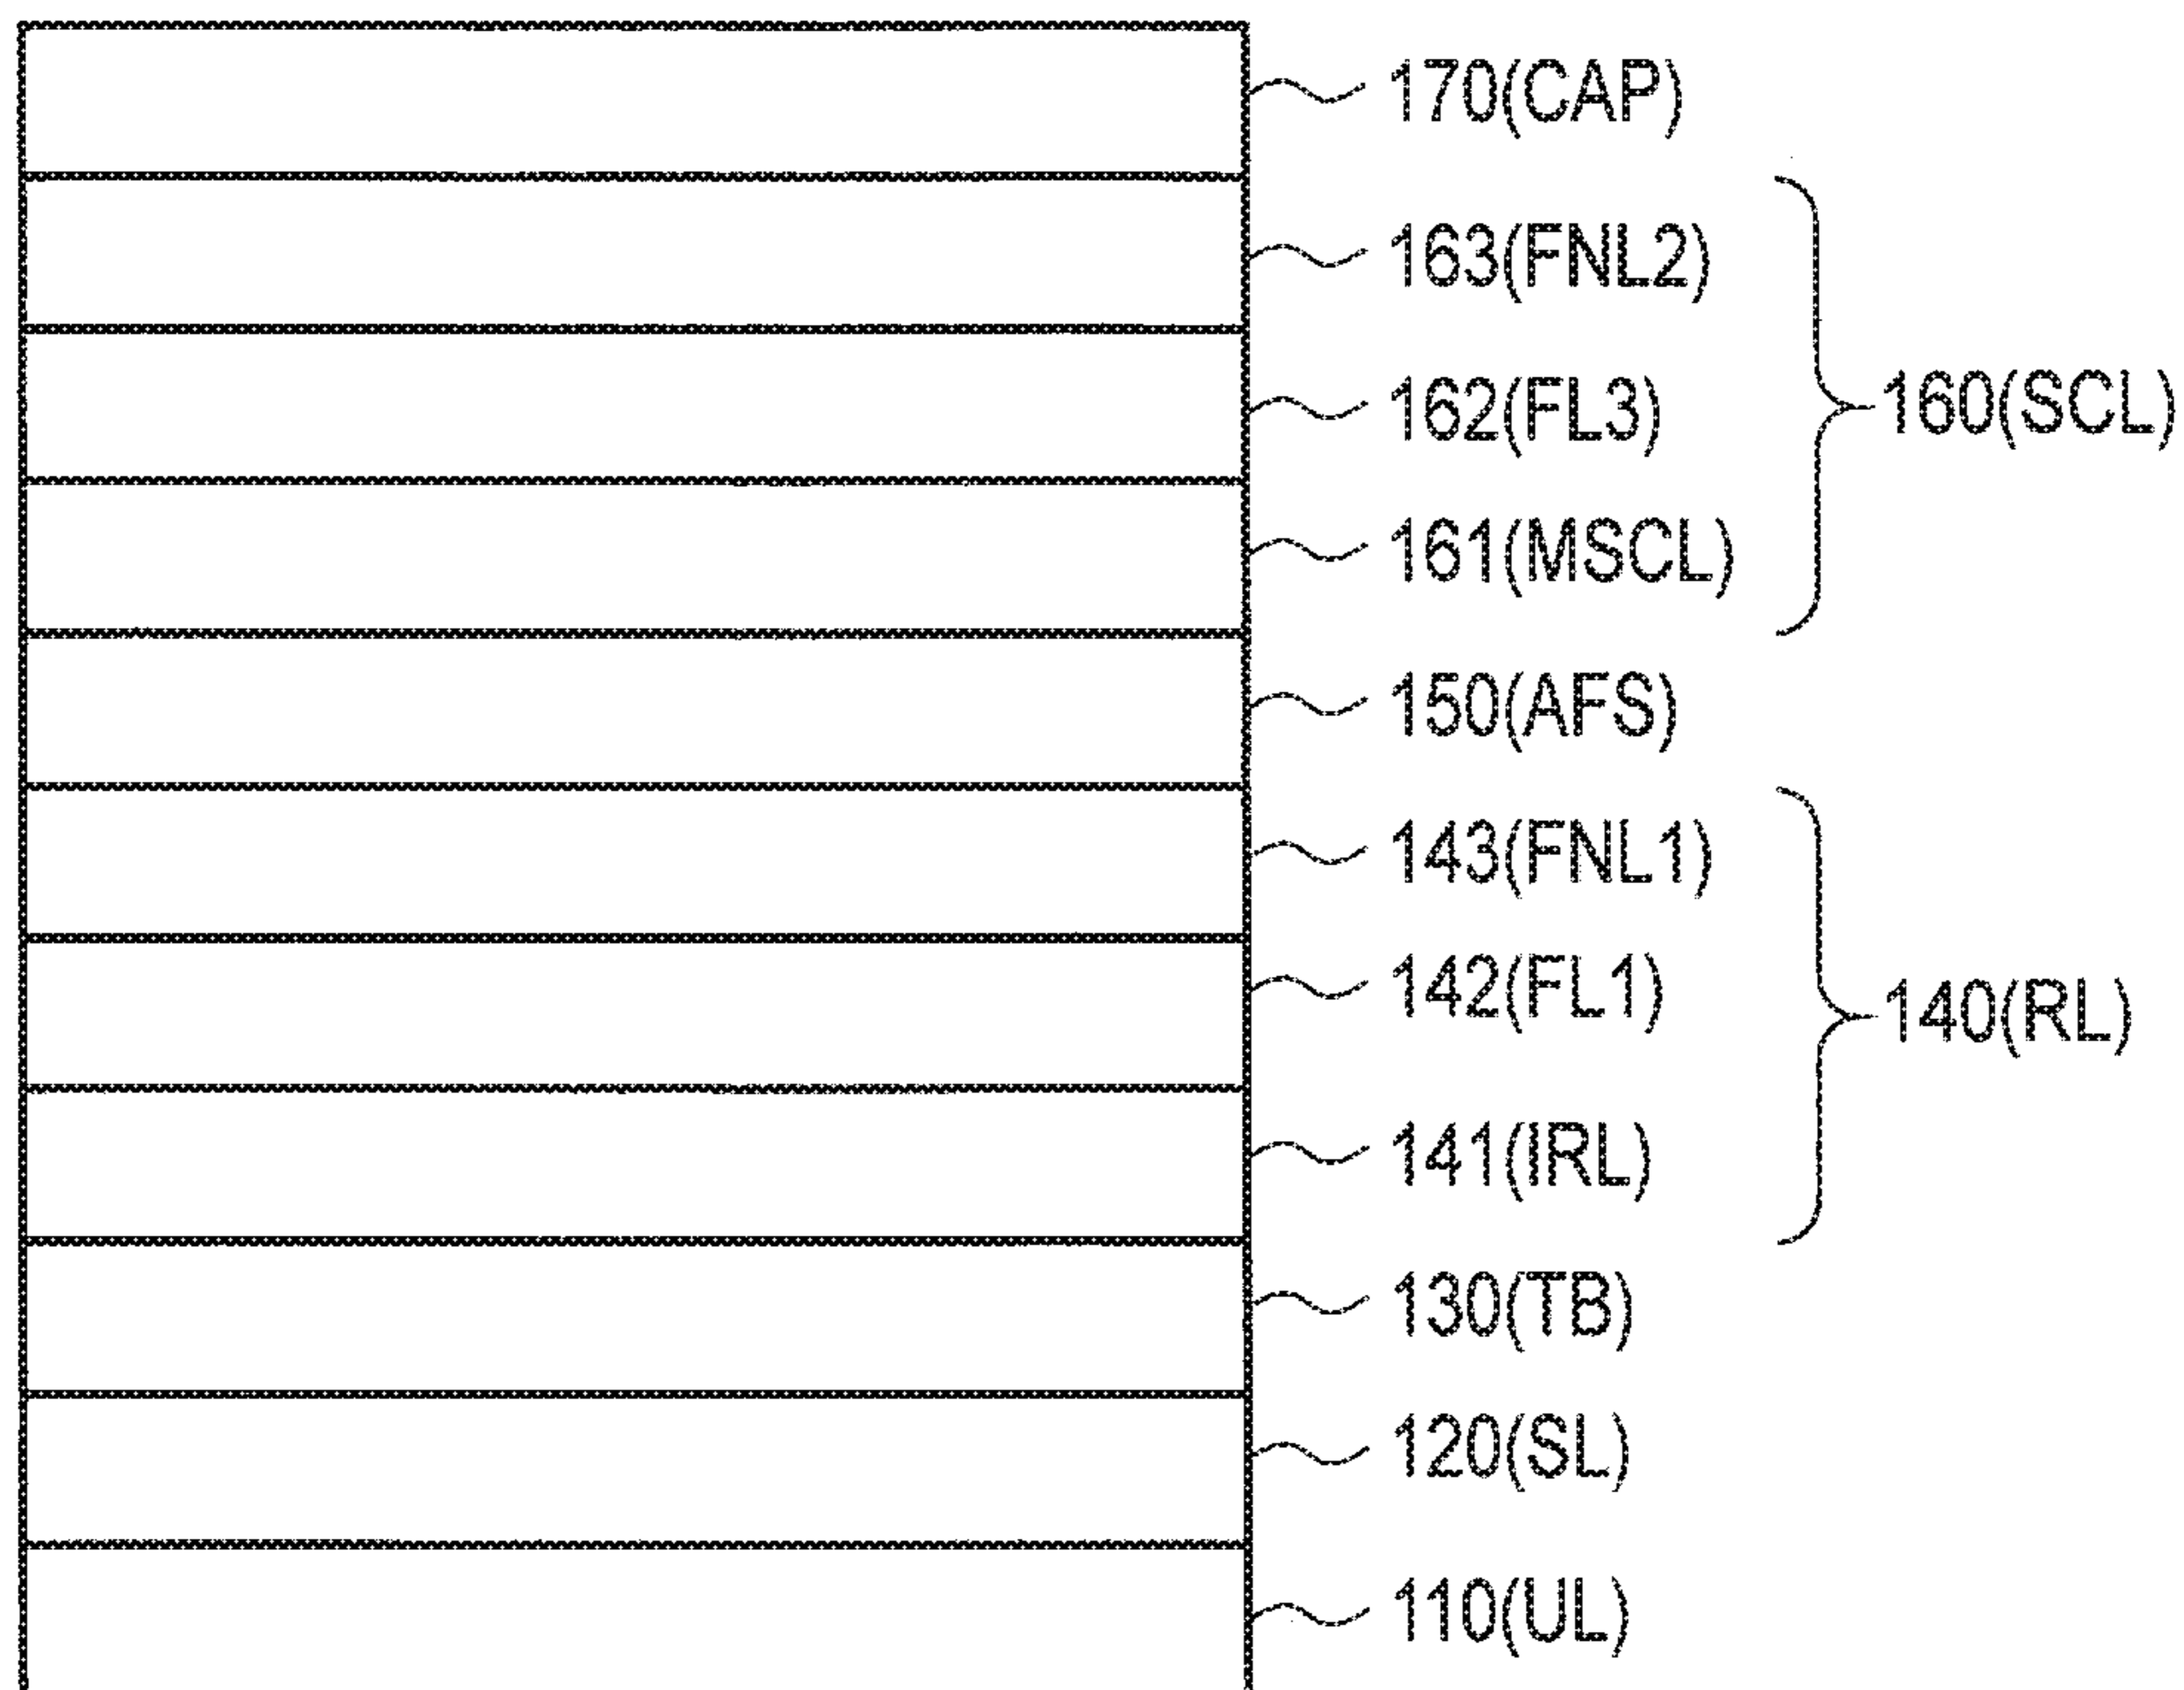 170(CAP)
163(FNL2)
162(FL3)
160(SCL)
161(MSCL)
150(AFS)
143(FNL1)
142(FL1)
140(RL)
141(IRL)
130(TB)
120(SL)
110(UL)